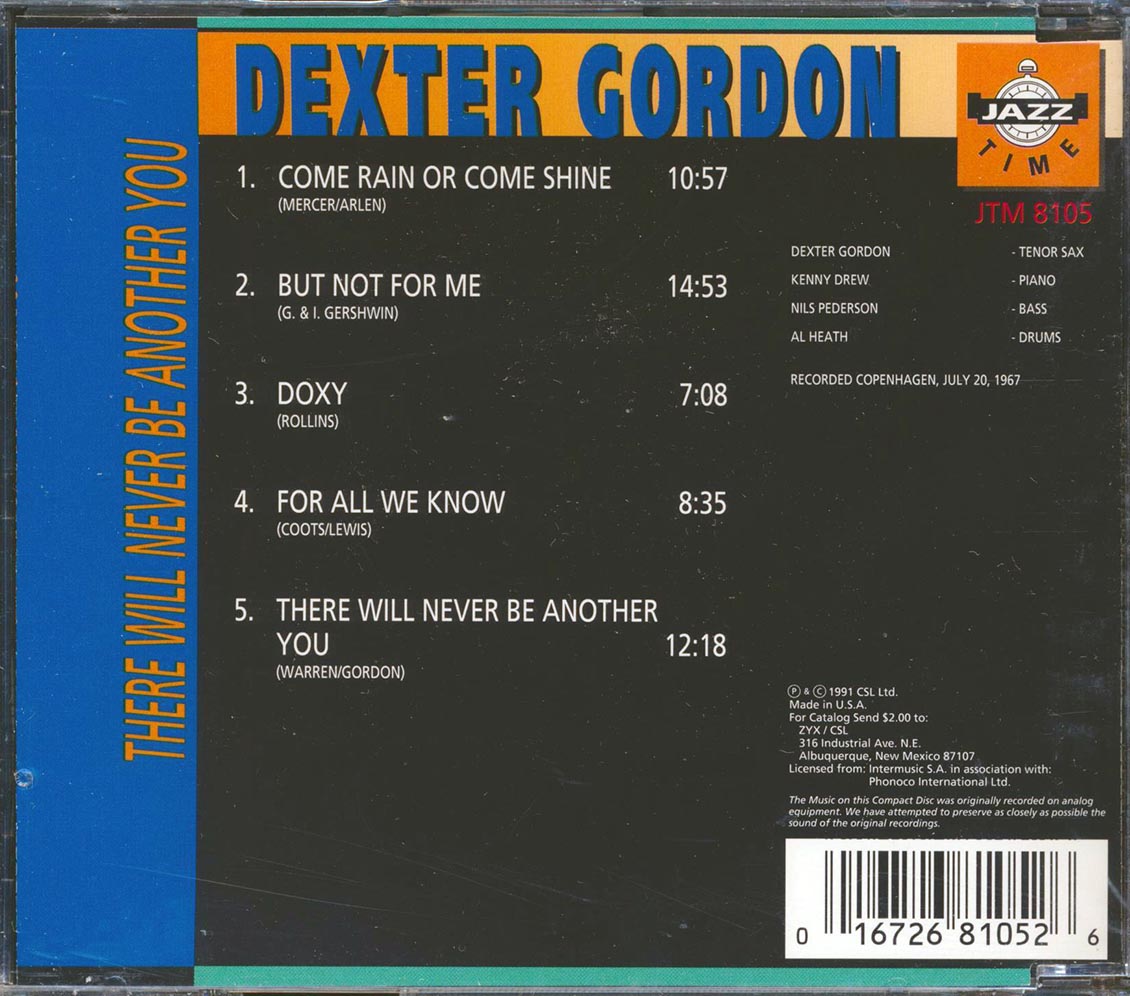 DEXTER GORDON
JAZZ
TIME
JTM 8105
THERE WILL NEVER BE ANOTHER YOU
1. COME RAIN OR COME SHINE 10:57
(MERCER/ARLEN)
2. BUT NOT FOR ME 14:53
(G. & I. GERSHWIN)
3. DOXY 7:08
(ROLLINS)
4. FOR ALL WE KNOW 8:35
(COOTS/LEWIS)
5. THERE WILL NEVER BE ANOTHER
YOU 12:18
(WARREN/GORDON)
DEXTER GORDON - TENOR SAX
KENNY DREW - PIANO
NILS PEDERSON - BASS
AL HEATH - DRUMS
RECORDED COPENHAGEN, JULY 20, 1967
Ⓟ & © 1991 CSL Ltd.
Made in U.S.A.
For Catalog Send $2.00 to:
ZYX / CSL
316 Industrial Ave. N.E.
Albuquerque, New Mexico 87107
Licensed from: Intermusic S.A. in association with:
Phonoco International Ltd.
The Music on this Compact Disc was originally recorded on analog
equipment. We have attempted to preserve as closely as possible the
sound of the original recordings.
0 16726 81052 6